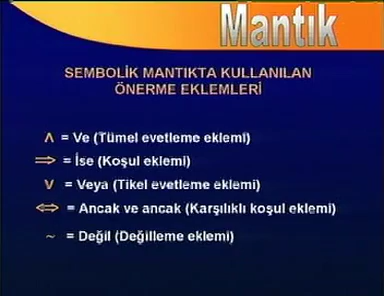 Mantık
SEMBOLİK MANTIKTA KULLANILAN
ÖNERME EKLEMLERİ
Λ = Ve (Tümel evetleme eklemi)
⇒ = İse (Koşul eklemi)
V = Veya (Tikel evetleme eklemi)
⇔ = Ancak ve ancak (Karşılıklı koşul eklemi)
~ = Değil (Değilleme eklemi)